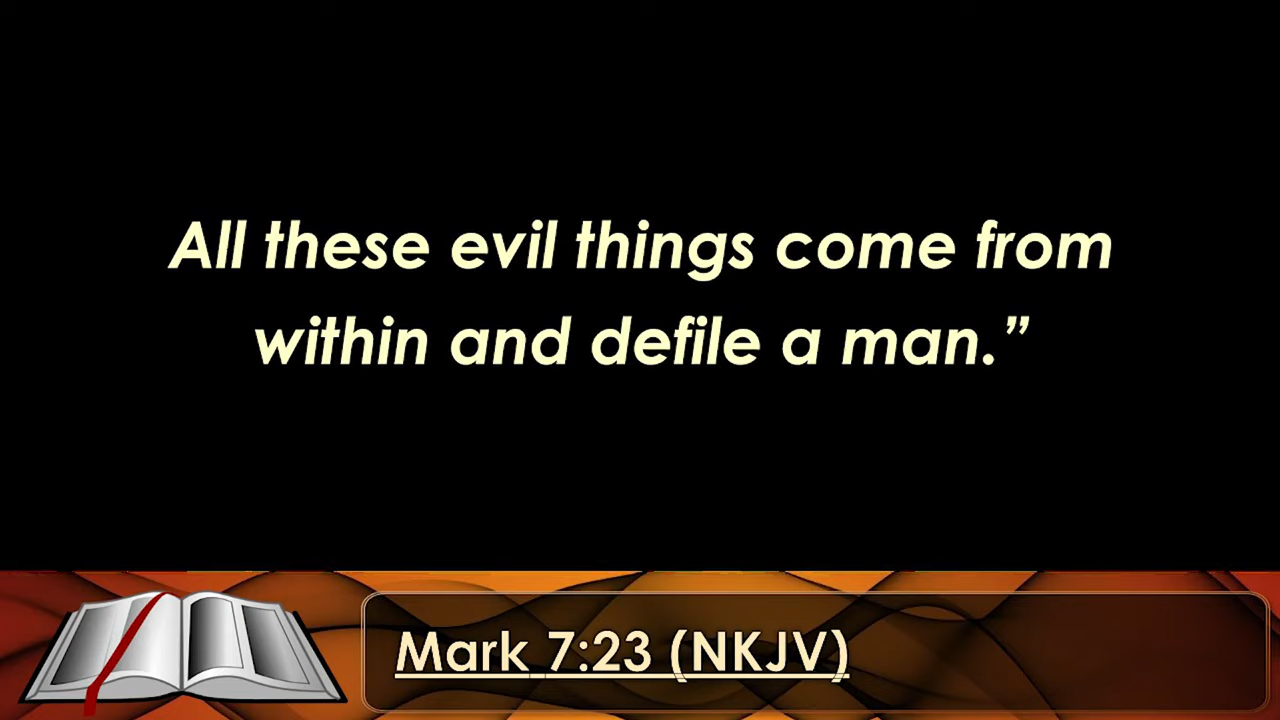 All these evil things come from
within and defile a man.”
Mark 7:23 (NKJV)